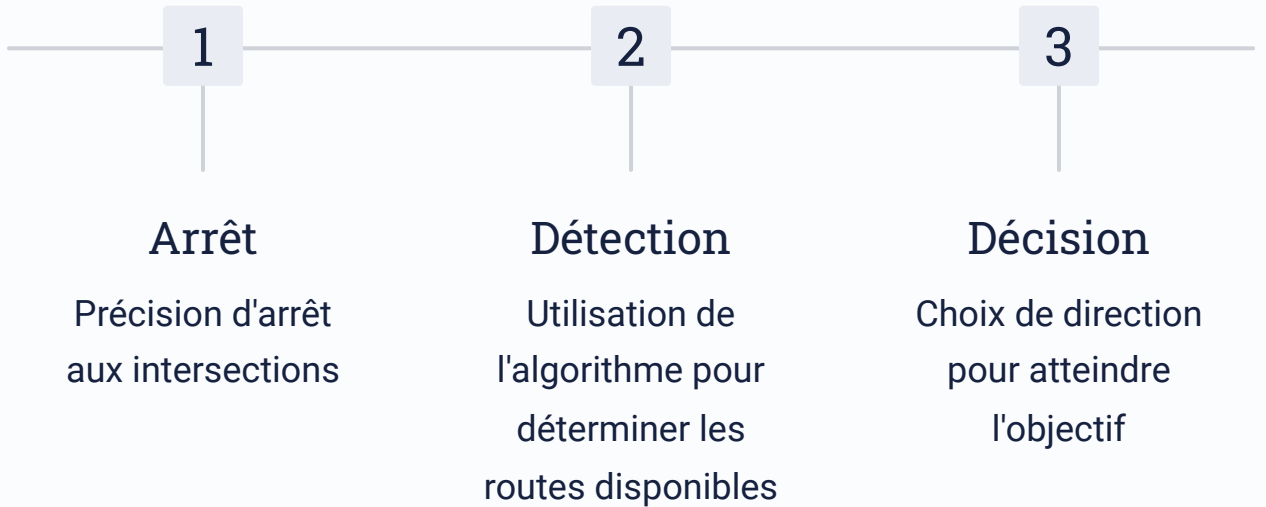 1
2
3
Arrêt
Précision d'arrêt
aux intersections
Détection
Utilisation de
l'algorithme pour
déterminer les
routes disponibles
Décision
Choix de direction
pour atteindre
l'objectif